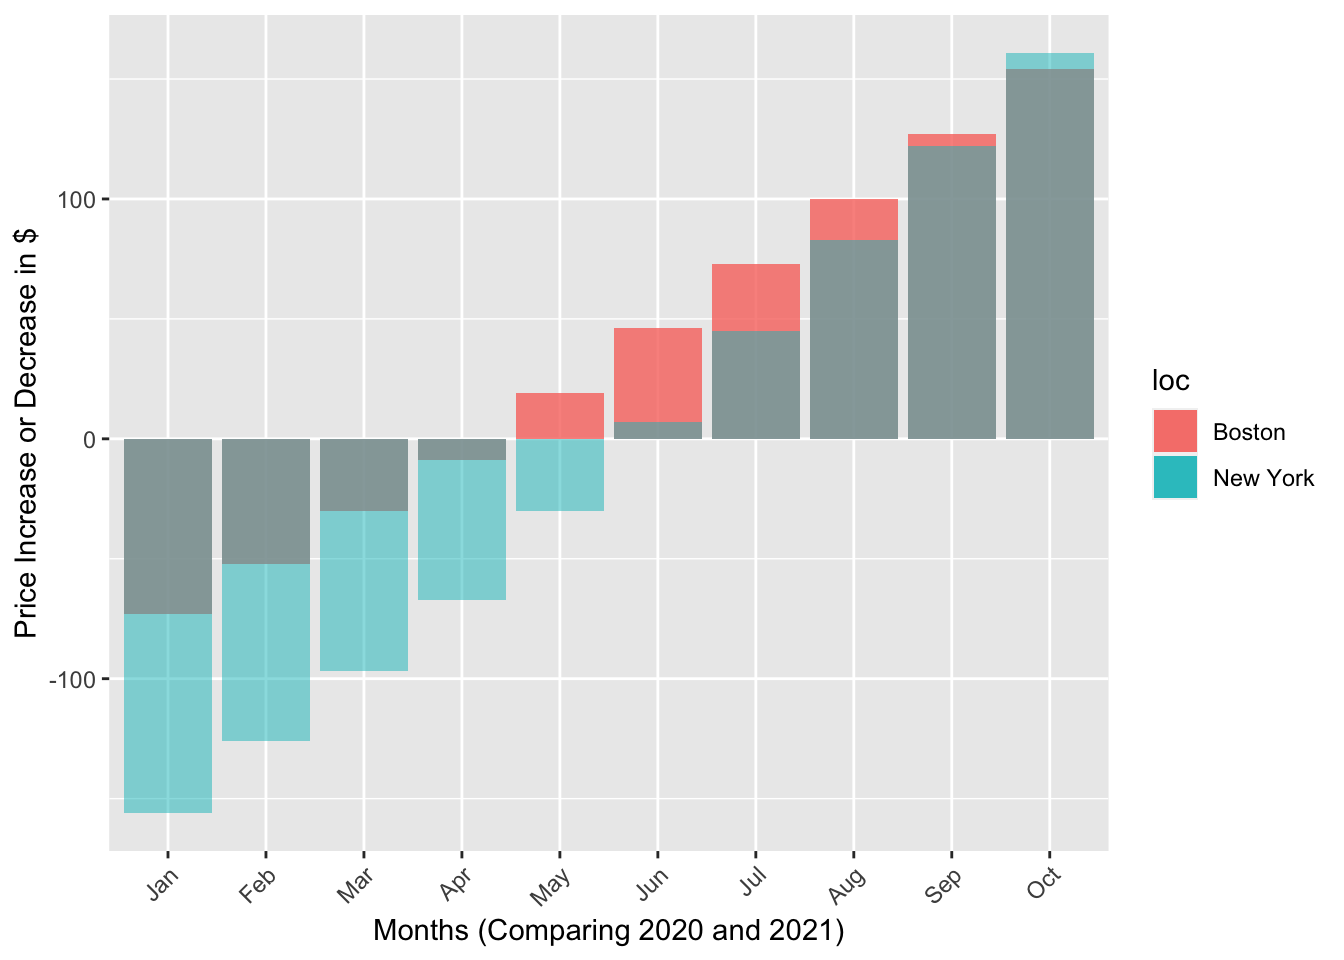 Price Increase or Decrease in $
100
0
-100
Jan
Feb
Mar
Apr
May
Jun
Jul
Aug
Sep
Oct
Months (Comparing 2020 and 2021)
loc
Boston
New York